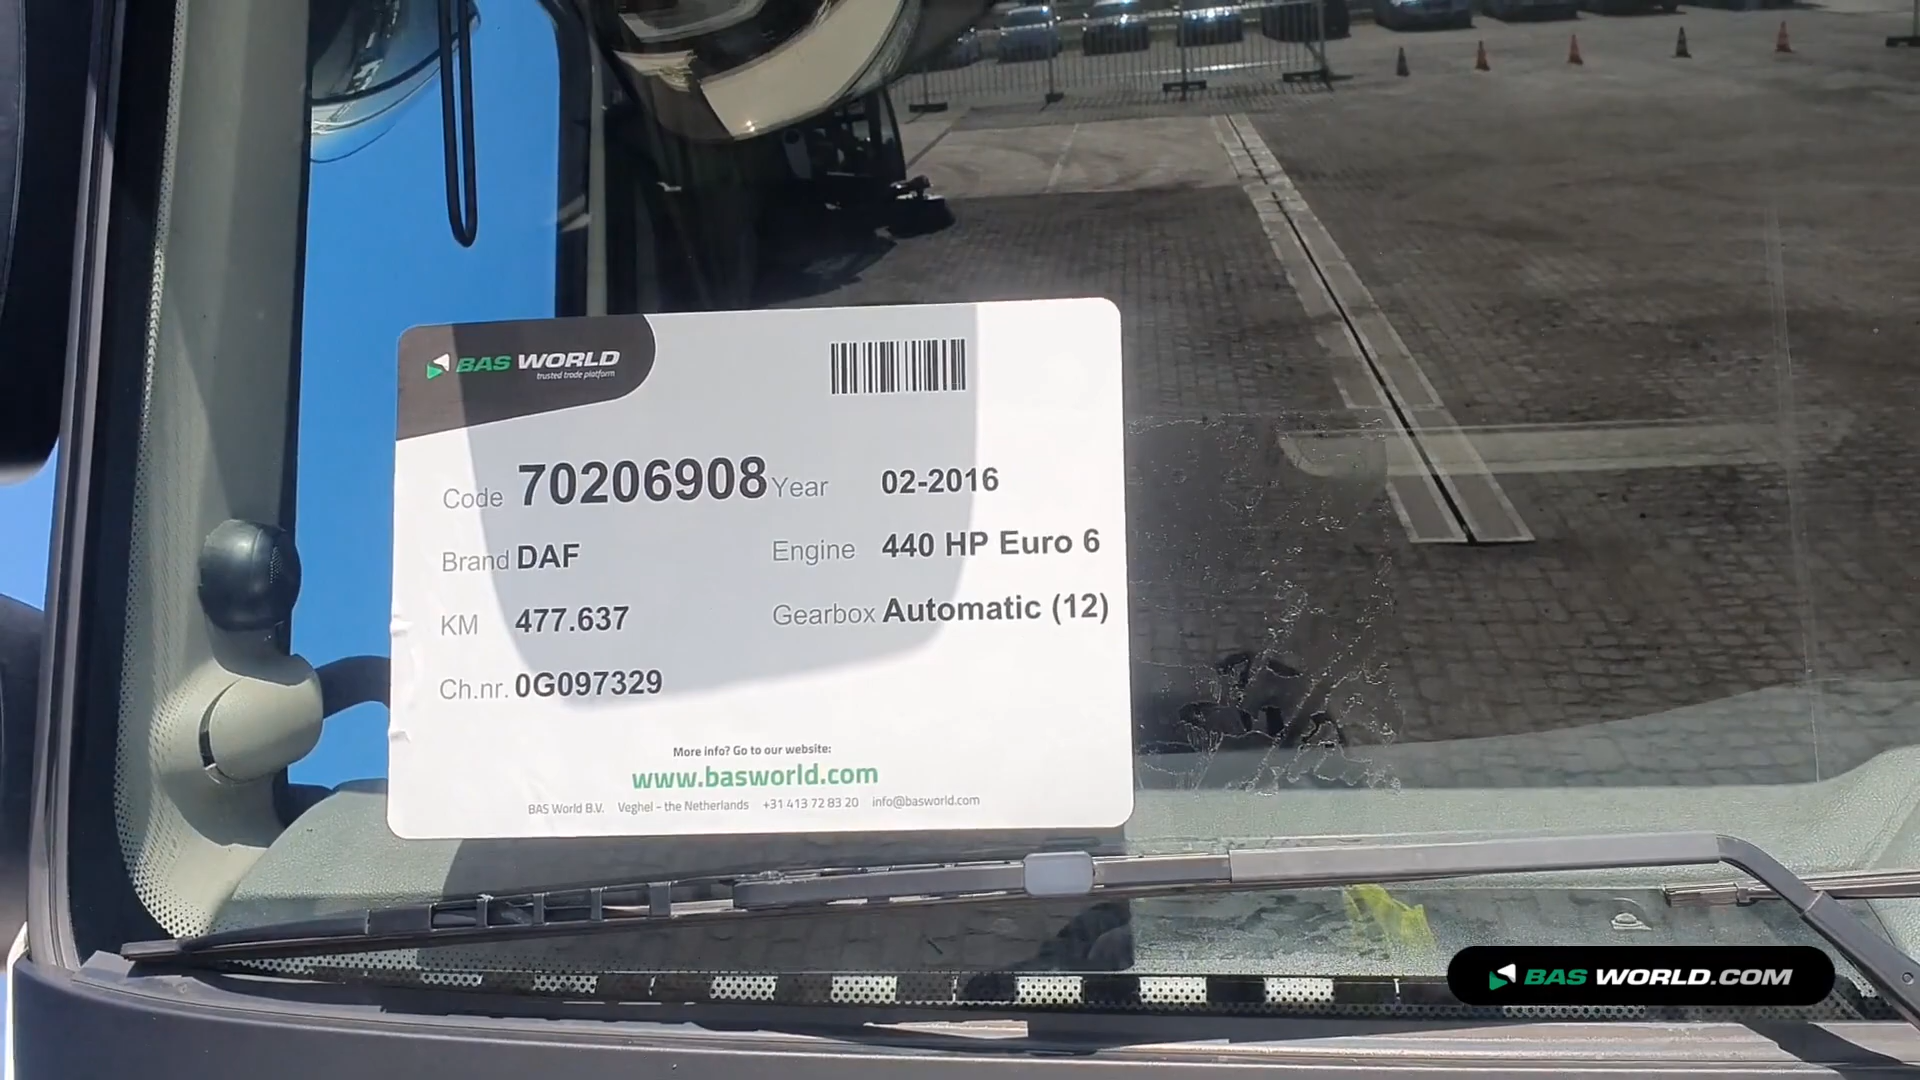 BAS WORLD
trusted trade platform
Code 70206908 Year 02-2016
Brand DAF Engine 440 HP Euro 6
KM 477.637 Gearbox Automatic (12)
Ch.nr. 0G097329
More info? Go to our website:
www.basworld.com
BAS World B.V. Veghel - the Netherlands +31 413 72 83 20 info@basworld.com
BAS WORLD.COM